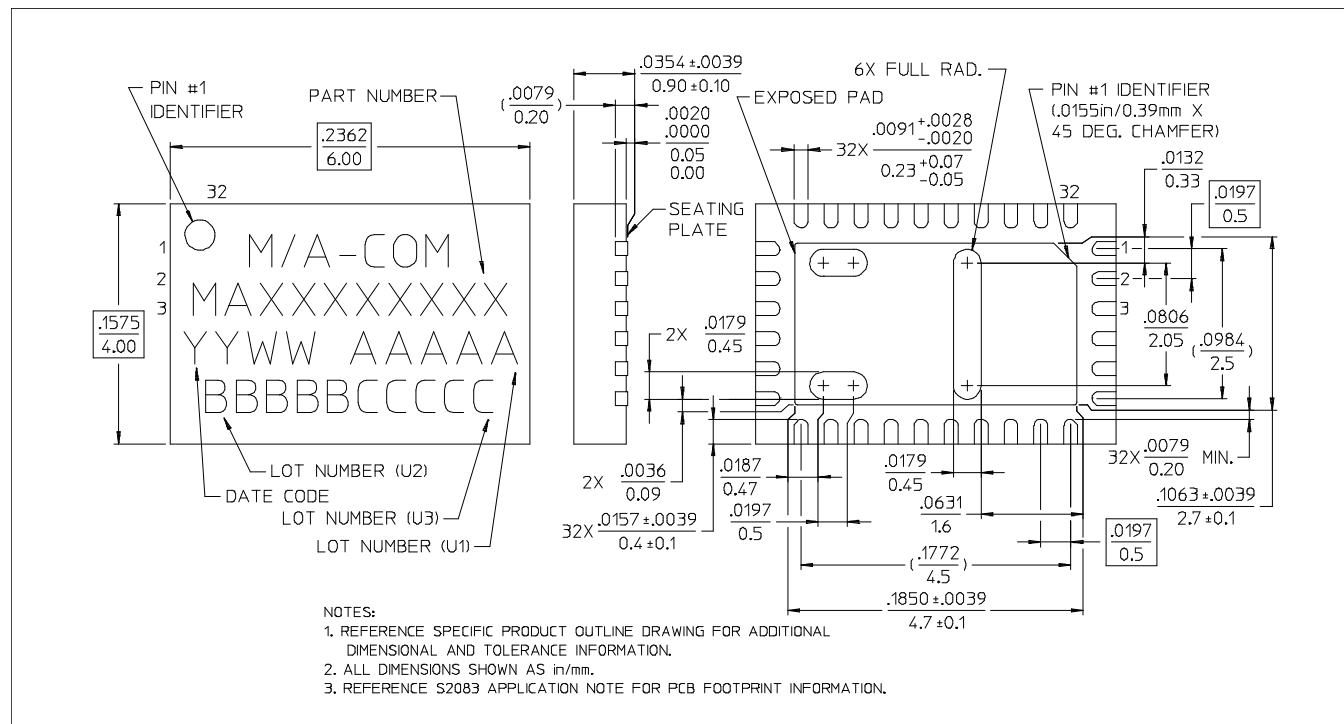 PIN #1
IDENTIFIER
PART NUMBER
.2362
6.00
32
1
2
3
.1575
4.00
M/A-COM
MAXXXXXXXXX
YYWW AAAAA
BBBBBCCCCC
LOT NUMBER (U2)
DATE CODE
LOT NUMBER (U3)
LOT NUMBER (U1)
.0354 ±.0039
0.90 ±0.10
(.0079
0.20)
.0020
.0000
0.05
0.00
SEATING
PLATE
EXPOSED PAD
6X FULL RAD.
PIN #1 IDENTIFIER
(.0155in/0.39mm X
45 DEG. CHAMFER)
32X .0091 +.0028
-.0020
0.23 +0.07
-0.05
32
.0132
0.33
.0197
0.5
1
2
3
2X .0179
0.45
.0806
2.05
(.0984
2.5)
2X .0036
0.09
32X .0157 ±.0039
0.4 ±0.1
.0187
0.47
.0197
0.5
.0179
0.45
.0631
1.6
32X .0079 MIN.
0.20
.1063 ±.0039
2.7 ±0.1
.0197
0.5
(.1772
4.5)
.1850 ±.0039
4.7 ±0.1
NOTES:
1. REFERENCE SPECIFIC PRODUCT OUTLINE DRAWING FOR ADDITIONAL
DIMENSIONAL AND TOLERANCE INFORMATION.
2. ALL DIMENSIONS SHOWN AS in/mm.
3. REFERENCE S2083 APPLICATION NOTE FOR PCB FOOTPRINT INFORMATION.